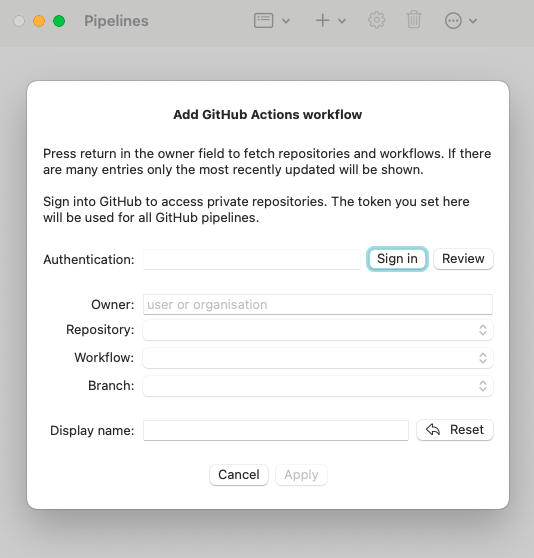 Pipelines
Add GitHub Actions workflow
Press return in the owner field to fetch repositories and workflows. If there
are many entries only the most recently updated will be shown.
Sign into GitHub to access private repositories. The token you set here
will be used for all GitHub pipelines.
Authentication: Sign in Review
Owner: user or organisation
Repository:
Workflow:
Branch:
Display name: Reset
Cancel Apply